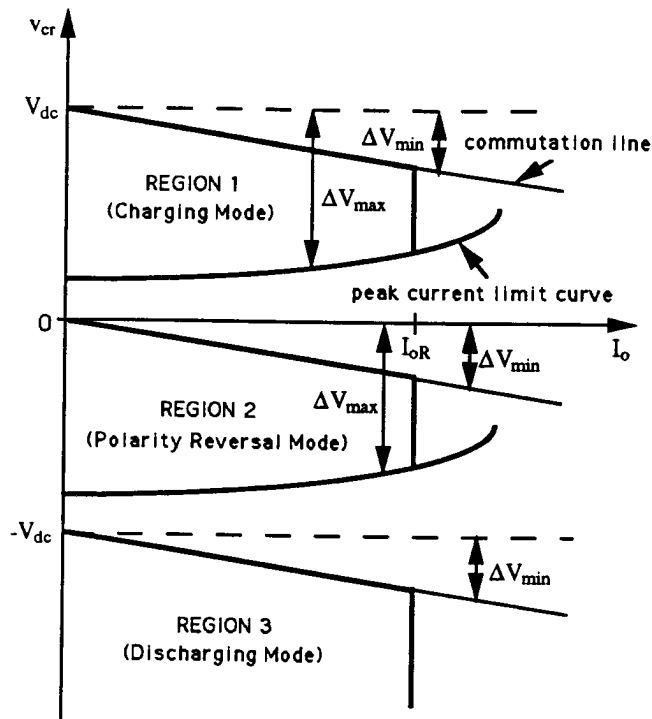 v_cr
V_dc
ΔV_min
commutation line
REGION 1
(Charging Mode)
ΔV_max
peak current limit curve
0
I_oR
I_o
ΔV_min
ΔV_max
REGION 2
(Polarity Reversal Mode)
-V_dc
ΔV_min
REGION 3
(Discharging Mode)